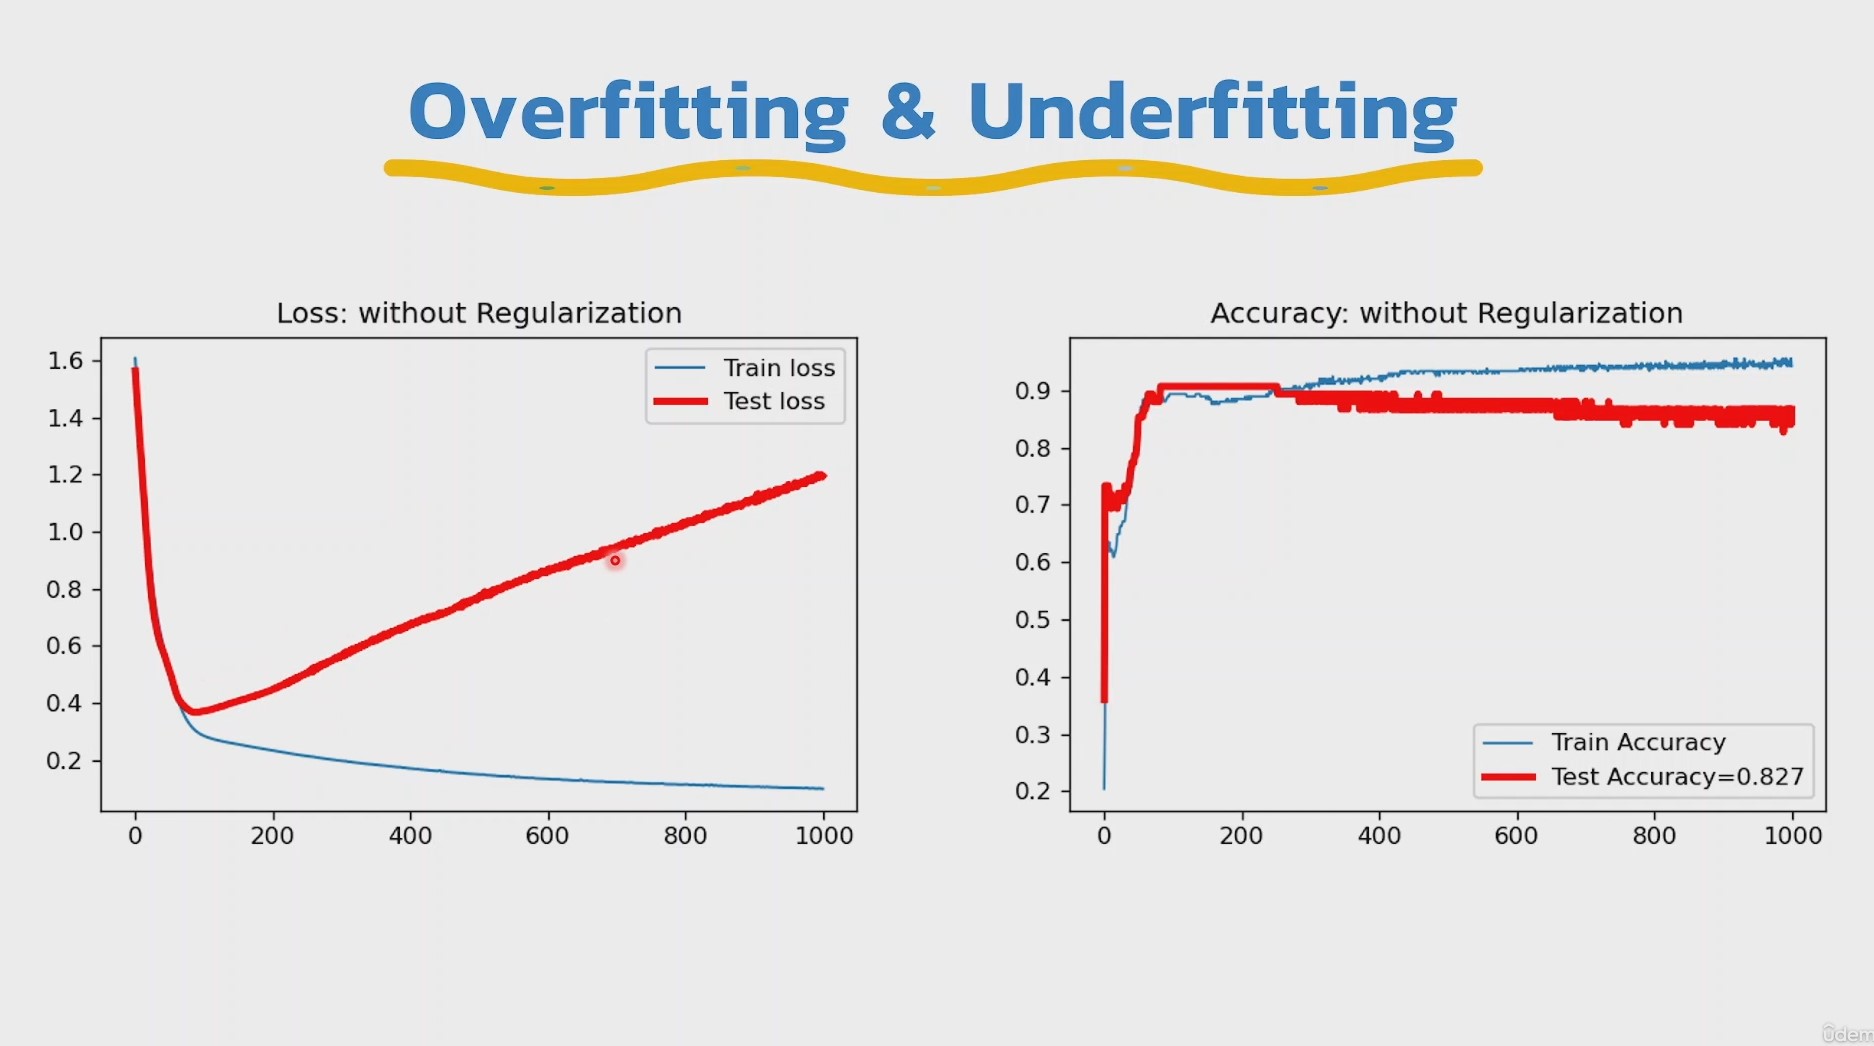 Overfitting & Underfitting
Loss: without Regularization
1.6
1.4
1.2
1.0
0.8
0.6
0.4
0.2
Train loss
Test loss
0 200 400 600 800 1000
Accuracy: without Regularization
0.9
0.8
0.7
0.6
0.5
0.4
0.3
0.2
Train Accuracy
Test Accuracy=0.827
0 200 400 600 800 1000